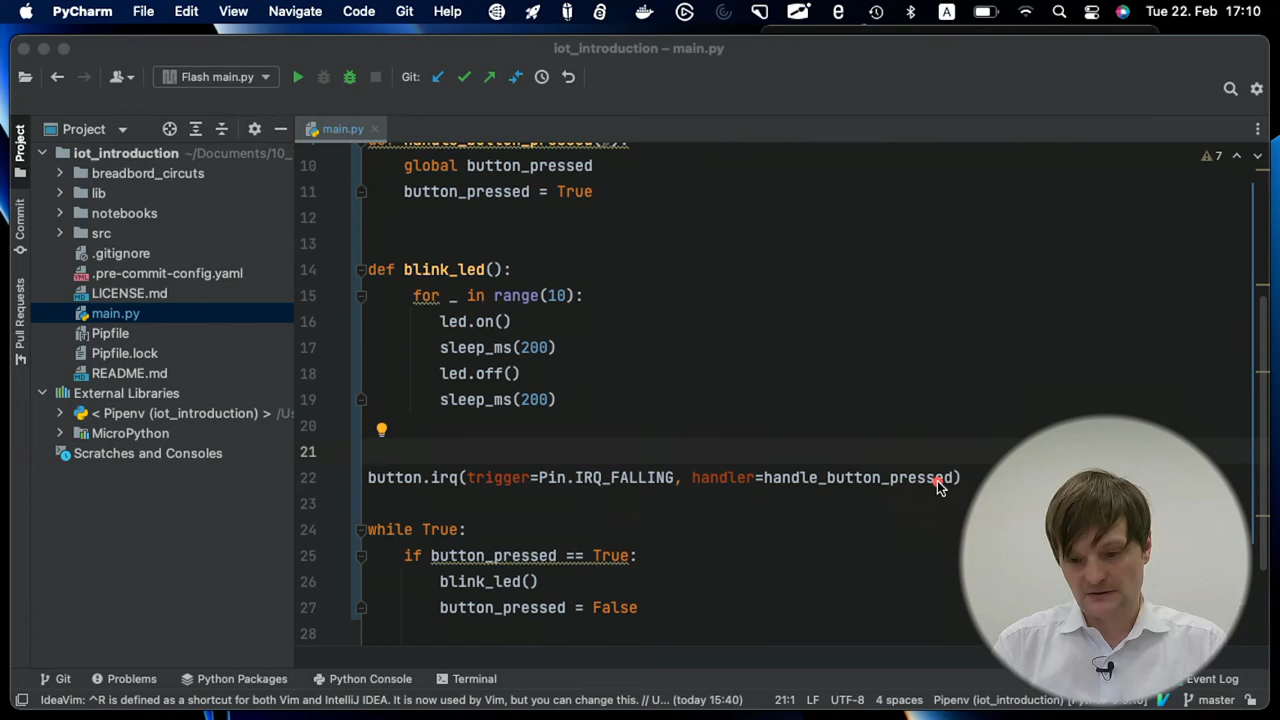 PyCharm File Edit View Navigate Code Git Window Help A Tue 22. Feb 17:10
iot_introduction – main.py
Flash main.py Git:
Project main.py
iot_introduction ~/Documents/10_
breadbord_circuts
lib
notebooks
src
.gitignore
.pre-commit-config.yaml
LICENSE.md
main.py
Pipfile
Pipfile.lock
README.md
External Libraries
< Pipenv (iot_introduction) > /Us
MicroPython
Scratches and Consoles
Project
Commit
Pull Requests
7
10 global button_pressed
11 button_pressed = True
12
13
14 def blink_led():
15 for _ in range(10):
16 led.on()
17 sleep_ms(200)
18 led.off()
19 sleep_ms(200)
20
21
22 button.irq(trigger=Pin.IRQ_FALLING, handler=handle_button_pressed)
23
24 while True:
25 if button_pressed == True:
26 blink_led()
27 button_pressed = False
28
Git Problems Python Packages Python Console Terminal Event Log
IdeaVim: ^R is defined as a shortcut for both Vim and IntelliJ IDEA. It is now used by Vim, but you can change this. // U... (today 15:40) 21:1 LF UTF-8 4 spaces Pipenv (iot_introduction) master